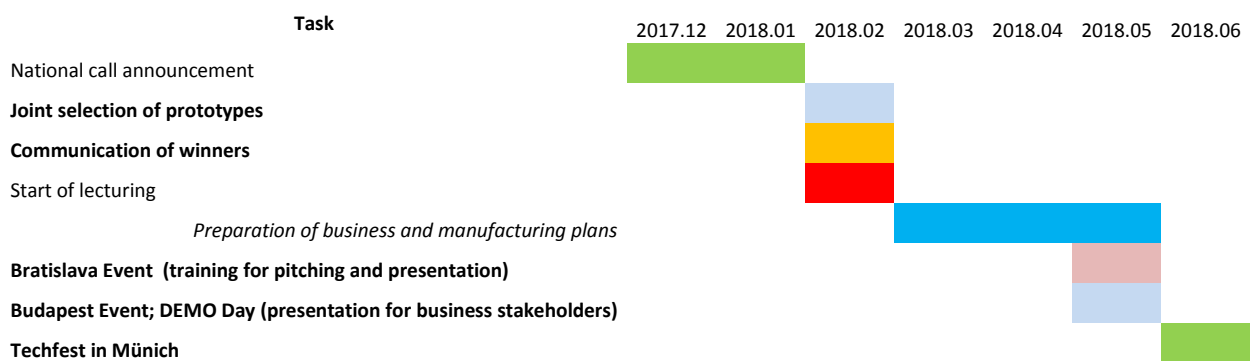 Task
2017.12 2018.01 2018.02 2018.03 2018.04 2018.05 2018.06
National call announcement
Joint selection of prototypes
Communication of winners
Start of lecturing
Preparation of business and manufacturing plans
Bratislava Event (training for pitching and presentation)
Budapest Event; DEMO Day (presentation for business stakeholders)
Techfest in Münich